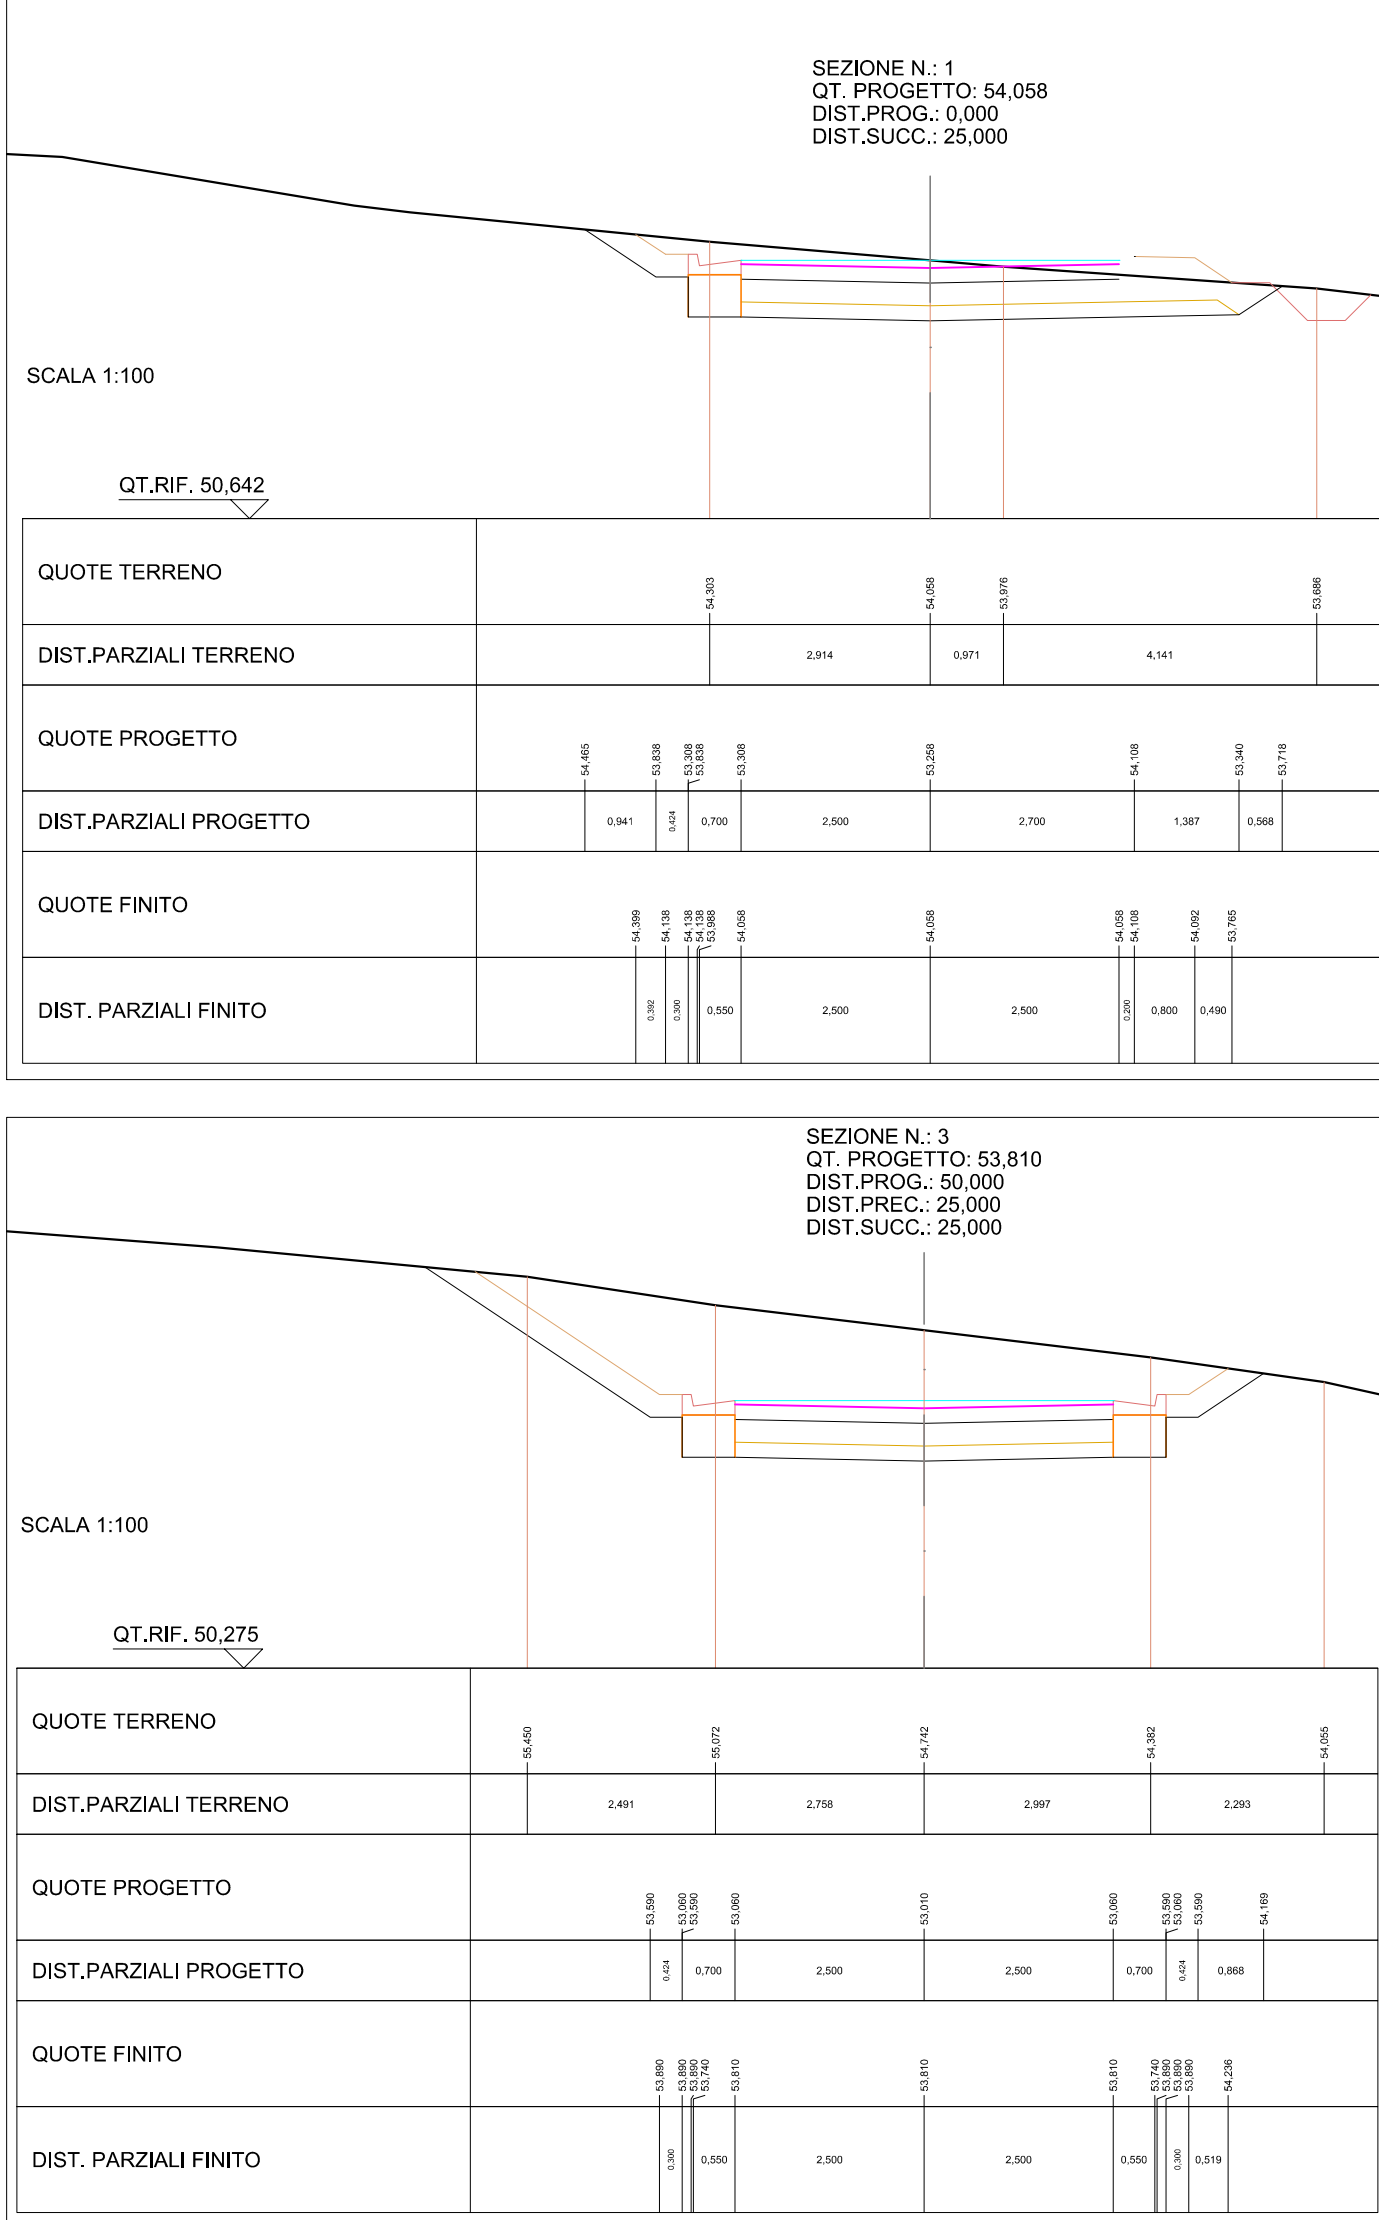 SEZIONE N.: 1
QT. PROGETTO: 54,058
DIST.PROG.: 0,000
DIST.SUCC.: 25,000
SCALA 1:100
QT.RIF. 50,642
QUOTE TERRENO
54,303 54,058 53,976 53,686
DIST.PARZIALI TERRENO
2,914 0,971 4,141
QUOTE PROGETTO
54,465 53,838 53,308 53,838 53,308 53,258 54,108 53,340 53,718
DIST.PARZIALI PROGETTO
0,941 0,424 0,700 2,500 2,700 1,387 0,568
QUOTE FINITO
54,399 54,138 54,138 54,138 53,988 54,058 54,058 54,058 54,108 54,092 53,765
DIST. PARZIALI FINITO
0,392 0,300 0,550 2,500 2,500 0,200 0,800 0,490
SEZIONE N.: 3
QT. PROGETTO: 53,810
DIST.PROG.: 50,000
DIST.PREC.: 25,000
DIST.SUCC.: 25,000
SCALA 1:100
QT.RIF. 50,275
QUOTE TERRENO
55,450 55,072 54,742 54,382 54,055
DIST.PARZIALI TERRENO
2,491 2,758 2,997 2,293
QUOTE PROGETTO
53,590 53,060 53,590 53,060 53,010 53,060 53,590 53,060 53,590 54,169
DIST.PARZIALI PROGETTO
0,424 0,700 2,500 2,500 0,700 0,424 0,868
QUOTE FINITO
53,890 53,890 53,890 53,740 53,810 53,810 53,810 53,740 53,890 53,890 53,890 54,236
DIST. PARZIALI FINITO
0,300 0,550 2,500 2,500 0,550 0,300 0,519